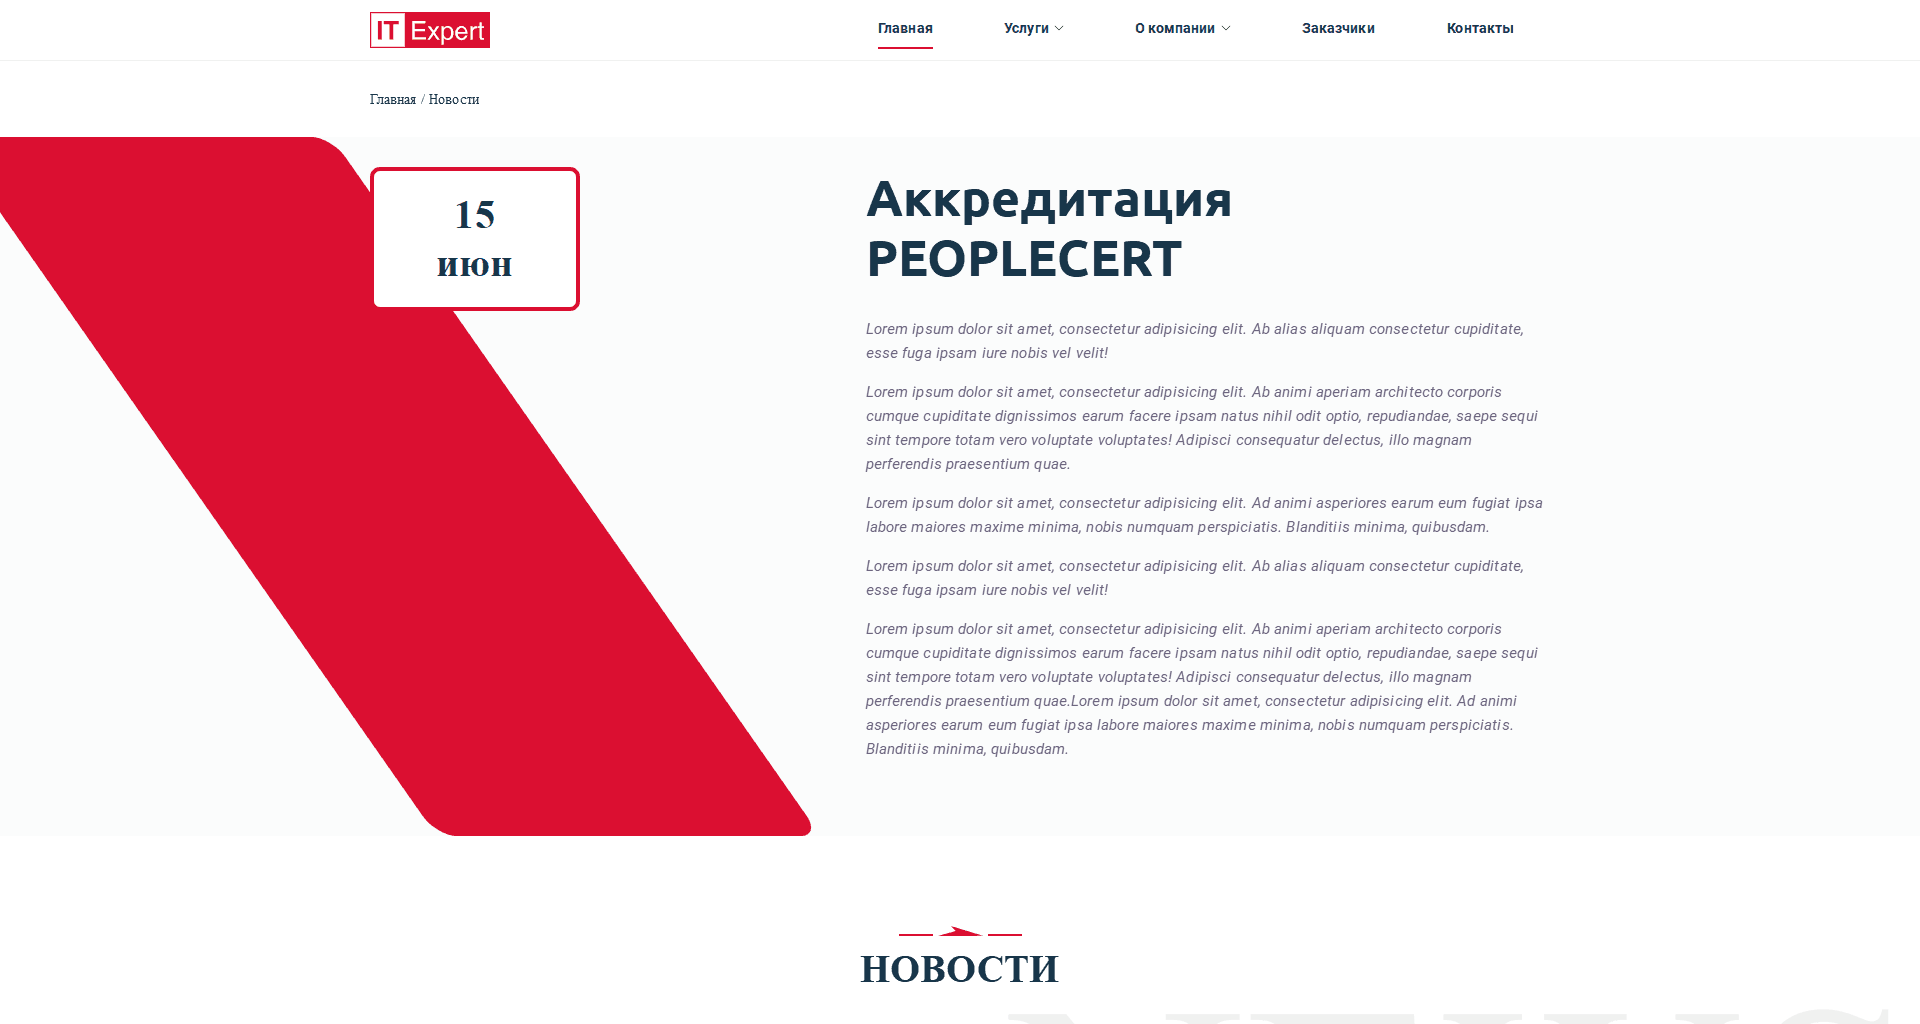 IT Expert
Главная
Услуги
О компании
Заказчики
Контакты
Главная / Новости
15
июн
Аккредитация
PEOPLECERT
Lorem ipsum dolor sit amet, consectetur adipisicing elit. Ab alias aliquam consectetur cupiditate,
esse fuga ipsam iure nobis vel velit!
Lorem ipsum dolor sit amet, consectetur adipisicing elit. Ab animi aperiam architecto corporis
cumque cupiditate dignissimos earum facere ipsam natus nihil odit optio, repudiandae, saepe sequi
sint tempore totam vero voluptate voluptates! Adipisci consequatur delectus, illo magnam
perferendis praesentium quae.
Lorem ipsum dolor sit amet, consectetur adipisicing elit. Ad animi asperiores earum eum fugiat ipsa
labore maiores maxime minima, nobis numquam perspiciatis. Blanditiis minima, quibusdam.
Lorem ipsum dolor sit amet, consectetur adipisicing elit. Ab alias aliquam consectetur cupiditate,
esse fuga ipsam iure nobis vel velit!
Lorem ipsum dolor sit amet, consectetur adipisicing elit. Ab animi aperiam architecto corporis
cumque cupiditate dignissimos earum facere ipsam natus nihil odit optio, repudiandae, saepe sequi
sint tempore totam vero voluptate voluptates! Adipisci consequatur delectus, illo magnam
perferendis praesentium quae.Lorem ipsum dolor sit amet, consectetur adipisicing elit. Ad animi
asperiores earum eum fugiat ipsa labore maiores maxime minima, nobis numquam perspiciatis.
Blanditiis minima, quibusdam.
НОВОСТИ